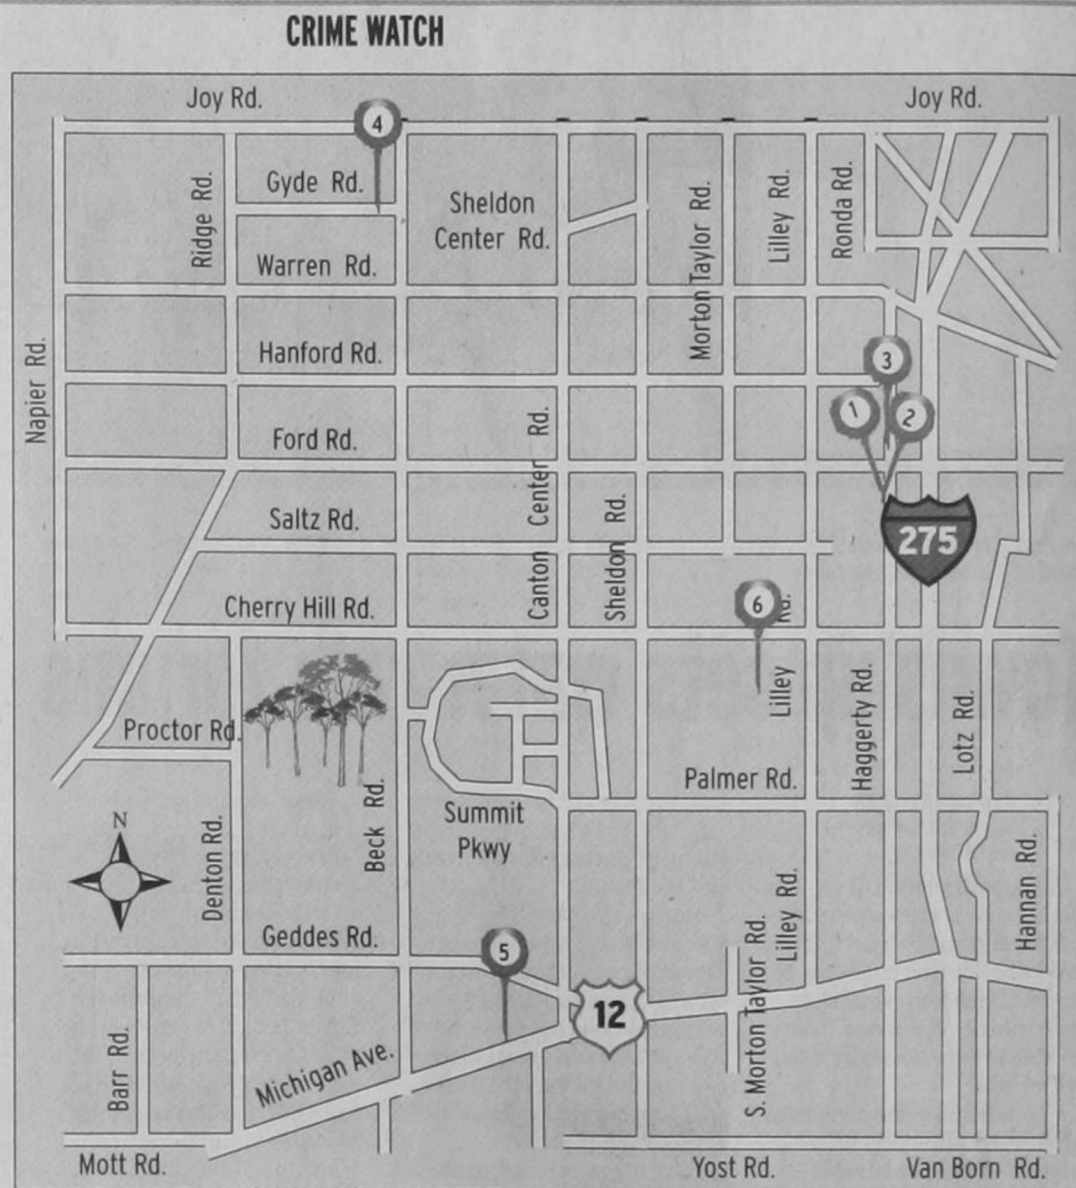 CRIME WATCH
Joy Rd.
Joy Rd.
4
Gyde Rd.
Ridge Rd.
Sheldon
Center Rd.
Morton Taylor Rd.
Lilley Rd.
Ronda Rd.
Warren Rd.
Napier Rd.
Hanford Rd.
3
1
2
Ford Rd.
Canton Center Rd.
Saltz Rd.
Sheldon Rd.
275
Cherry Hill Rd.
6
Lilley Rd.
Haggerty Rd.
Lotz Rd.
Proctor Rd.
Palmer Rd.
Beck Rd.
Summit
Pkwy
N
Denton Rd.
Hannan Rd.
Lilley Rd.
Geddes Rd.
5
S. Morton Taylor Rd.
12
Barr Rd.
Michigan Ave.
Mott Rd.
Yost Rd.
Van Born Rd.